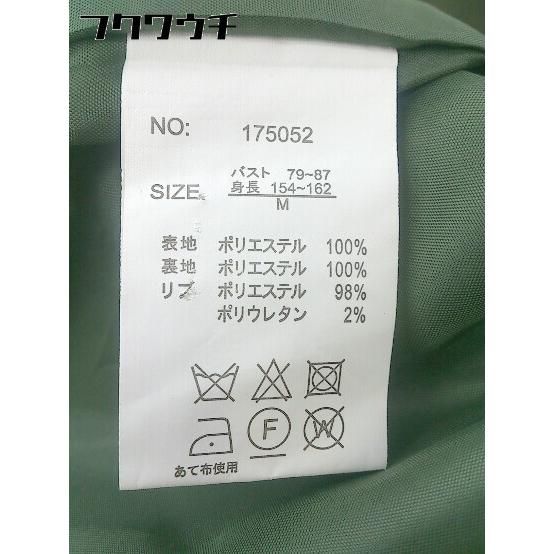 フクワウチ
NO: 175052
バスト 79~87
SIZE 身長 154~162
M
表地 ポリエステル 100%
裏地 ポリエステル 100%
リブ ポリエステル 98%
ポリウレタン 2%
F W
あて布使用